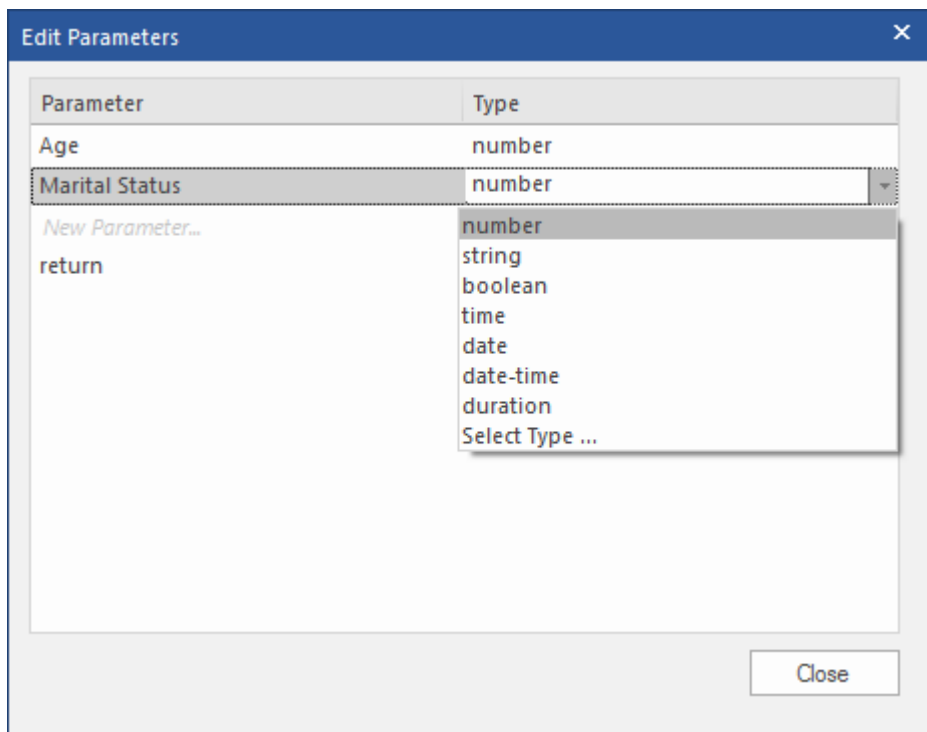 Edit Parameters
Parameter Type
Age number
Marital Status number
New Parameter... number
return string
boolean
time
date
date-time
duration
Select Type ...
Close